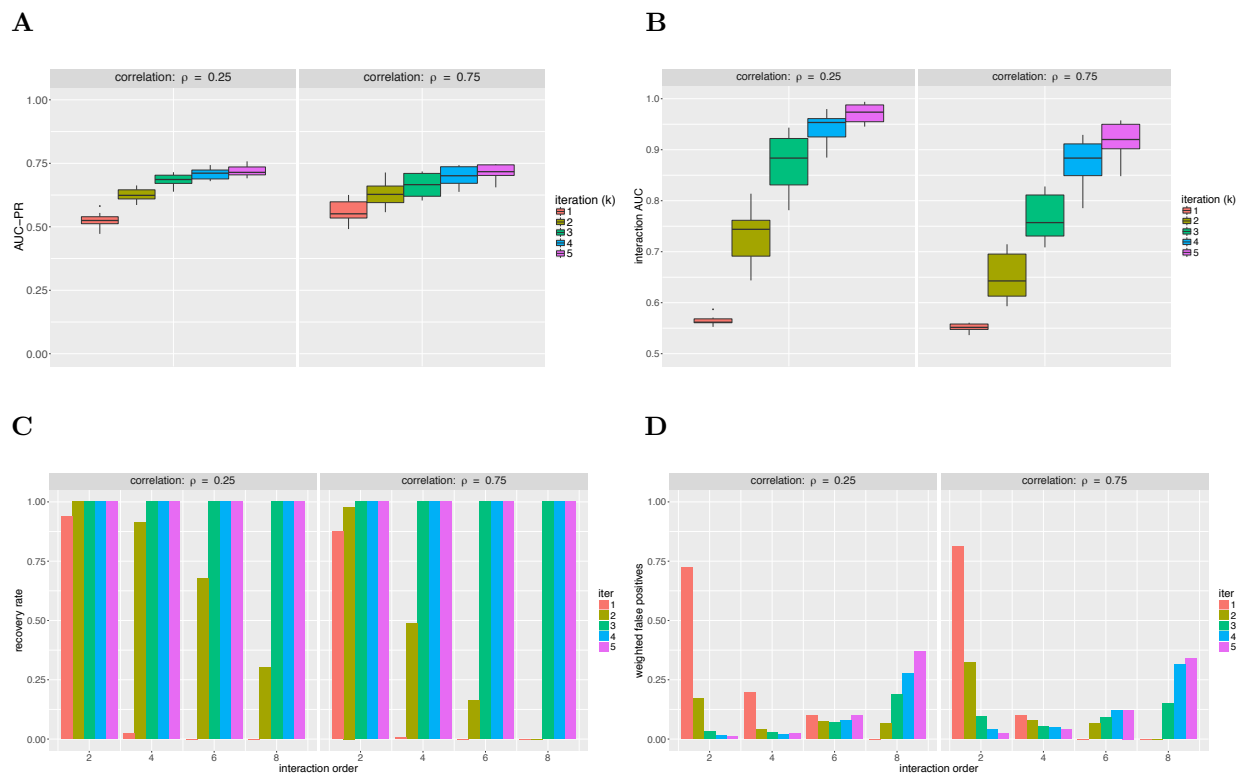 A
correlation: ρ = 0.25
correlation: ρ = 0.75
1.00
0.75
0.50
0.25
0.00
AUC−PR
iteration (k)
1
2
3
4
5
B
correlation: ρ = 0.25
correlation: ρ = 0.75
1.0
0.9
0.8
0.7
0.6
0.5
interaction AUC
iteration (k)
1
2
3
4
5
C
correlation: ρ = 0.25
correlation: ρ = 0.75
1.00
0.75
0.50
0.25
0.00
recovery rate
2 4 6 8 2 4 6 8
interaction order
iter
1
2
3
4
5
D
correlation: ρ = 0.25
correlation: ρ = 0.75
1.00
0.75
0.50
0.25
0.00
weighted false positives
2 4 6 8 2 4 6 8
interaction order
iter
1
2
3
4
5